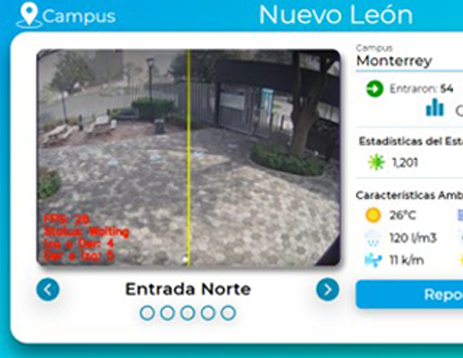 Campus
Nuevo León
Campus
Monterrey
Entraron: 54
Estadísticas del Est
1,201
Características Amb
26°C
120 l/m3
11 k/m
FPS: 28
Status: Waiting
Izq a Der: 4
Der a Izq: 5
Entrada Norte
Repo